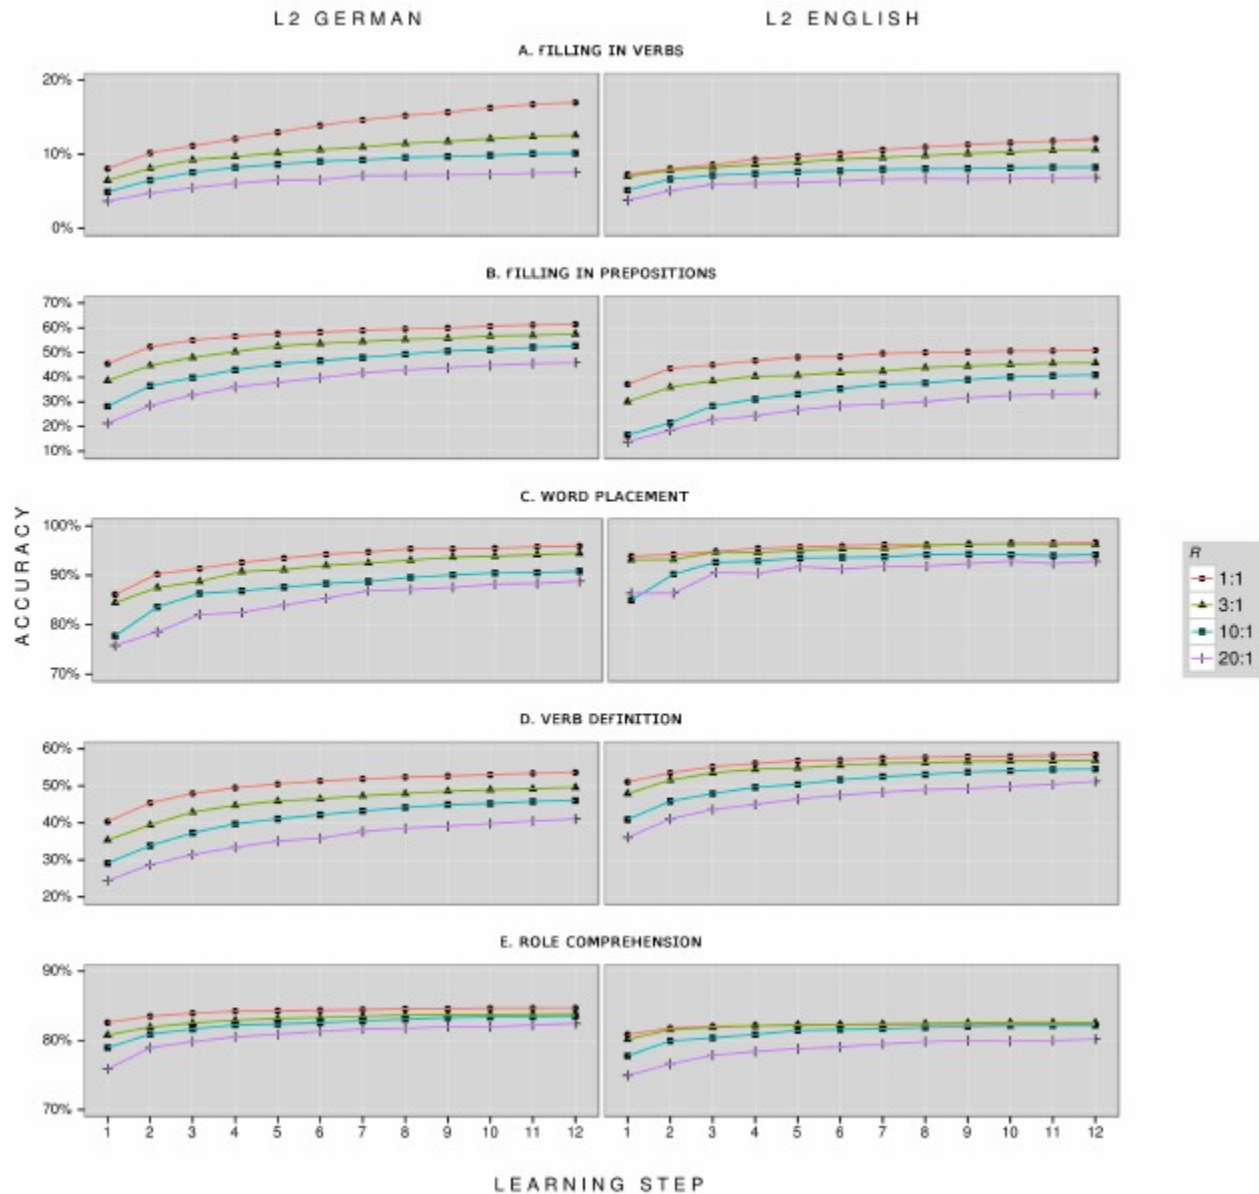 L2 GERMAN L2 ENGLISH
A. fILLING IN VERBS
20%
10%
0%
B. fILLING IN PREPOSITIONS
70%
60%
50%
40%
30%
20%
10%
C. WORD PLACEMENT
100%
90%
80%
70%
ACCURACY
R
1:1
3:1
10:1
20:1
D. VERB DEfINITION
60%
50%
40%
30%
20%
E. ROLE COMPREHENSION
90%
80%
70%
1 2 3 4 5 6 7 8 9 10 11 12 1 2 3 4 5 6 7 8 9 10 11 12
LEARNING STEP